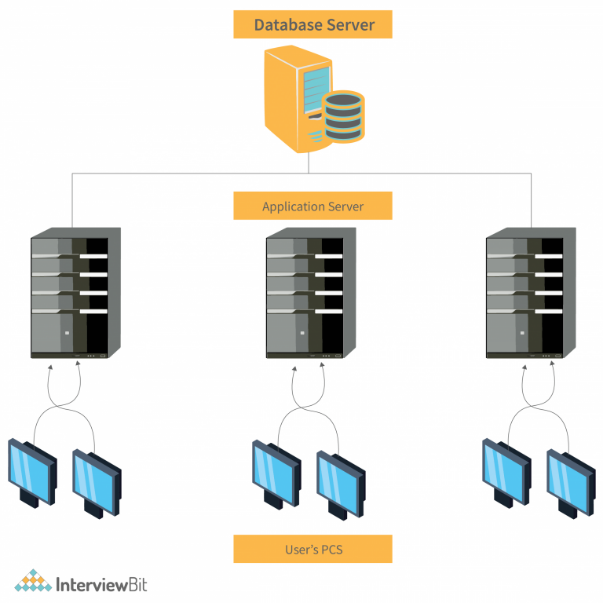 Database Server
Application Server
User's PCS
InterviewBit